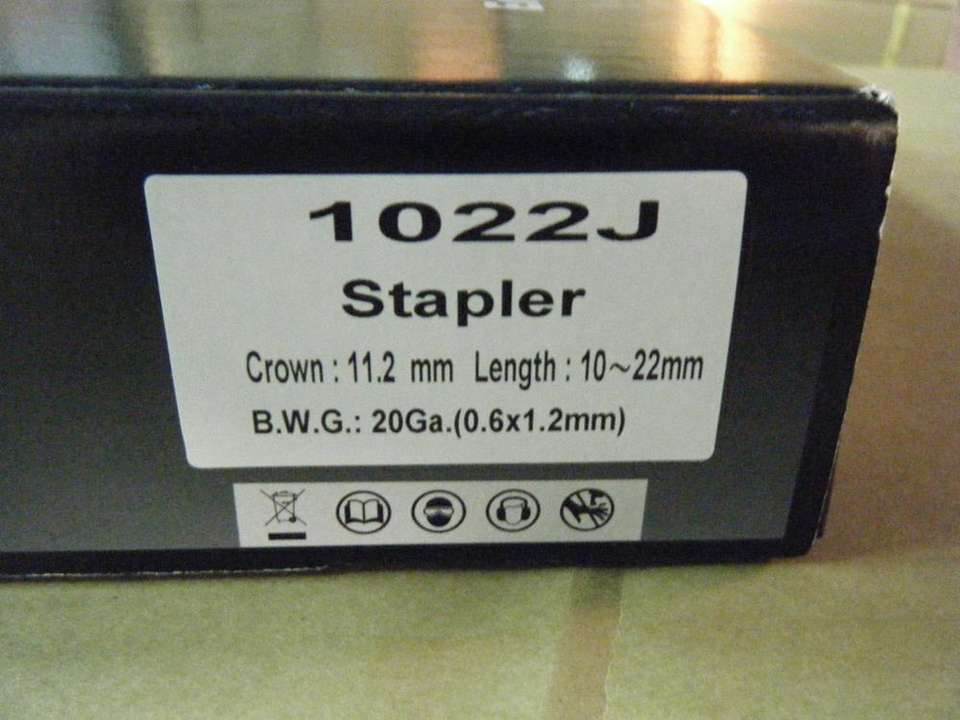 1022J
Stapler
Crown : 11.2 mm Length : 10～22mm
B.W.G.: 20Ga.(0.6x1.2mm)